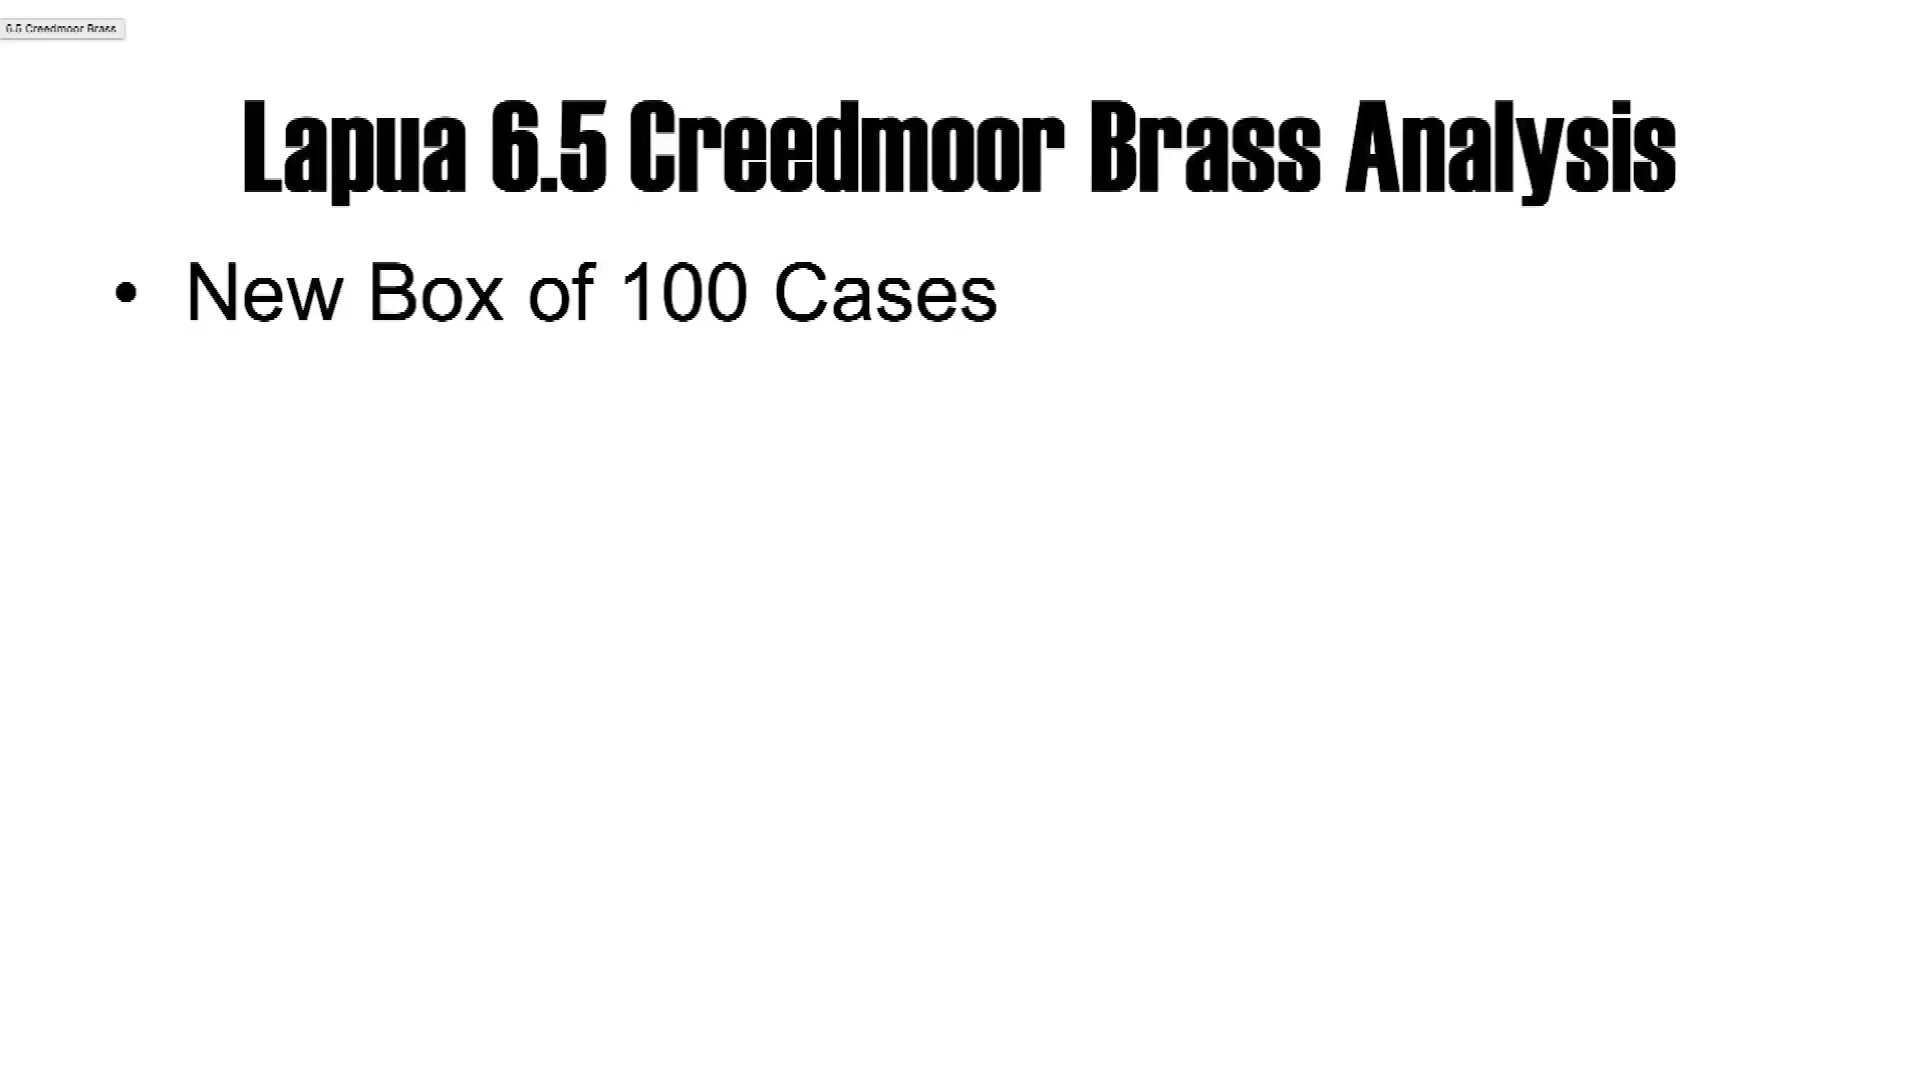 6.5 Creedmoor Brass
Lapua 6.5 Creedmoor Brass Analysis
• New Box of 100 Cases